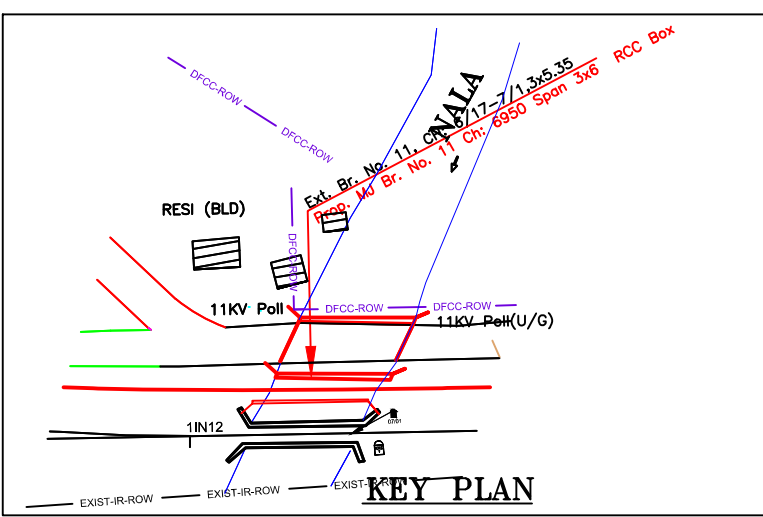 DFCC-ROW
DFCC-ROW
NALA
Ext. Br. No. 11, CH: 6/17-7/1,3x5.35
Prop. MJ Br. No. 11 Ch: 6950 Span 3x6 RCC Box
RESI (BLD)
DFCC-ROW
11KV Poll
DFCC-ROW
DFCC-ROW
11KV Poll(U/G)
1IN12
07/01
EXIST-IR-ROW
EXIST-IR-ROW
EXIST-IR-ROW
KEY PLAN